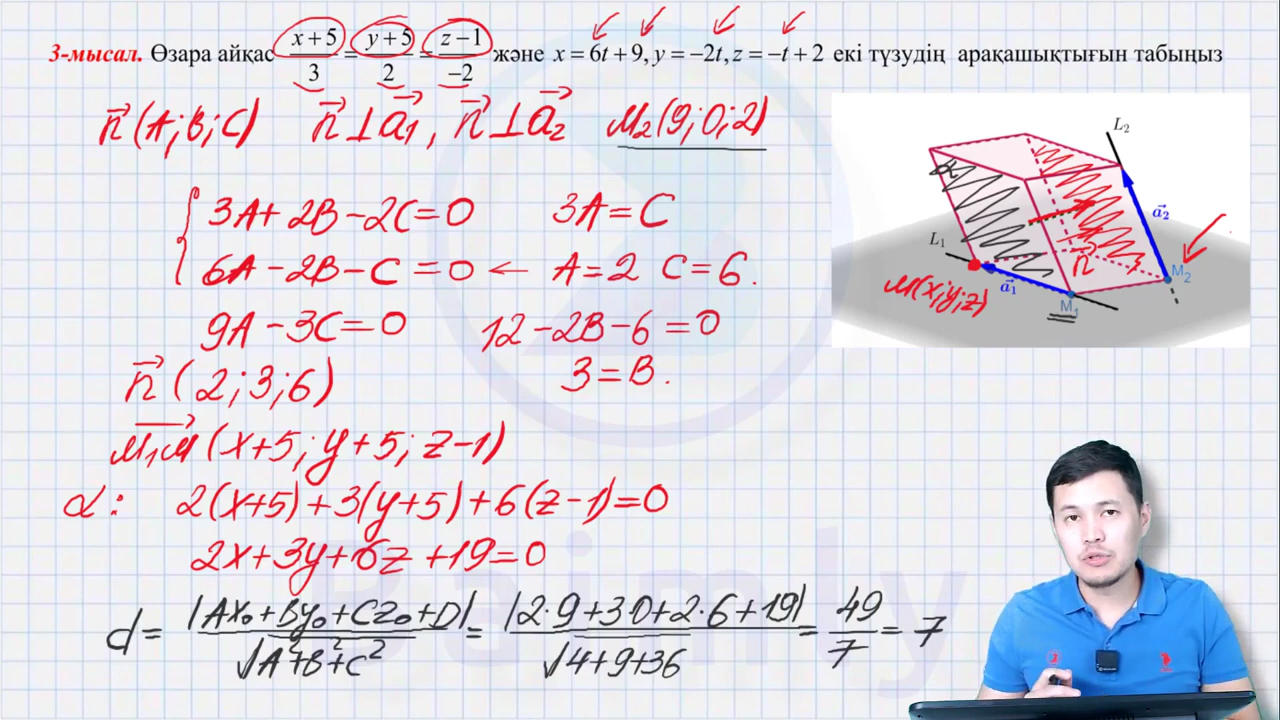 3-мысал. Өзара айқас (x+5)/3 = (y+5)/2 = (z−1)/−2 және x = 6t + 9, y = −2t, z = −t + 2 екі түзудің арақашықтығын табыңыз
n⃗ (A; B; C) n⃗ ⊥ a⃗1, n⃗ ⊥ a⃗2 M2(9; 0; 2)
3A + 2B − 2C = 0 3A = C
6A − 2B − C = 0 ← A = 2 C = 6.
9A − 3C = 0 12 − 2B − 6 = 0
n⃗ (2; 3; 6) 3 = B.
M1M (x+5; y+5; z−1)
α: 2(x+5) + 3(y+5) + 6(z−1) = 0
2x + 3y + 6z + 19 = 0
d = |Ax0 + By0 + Cz0 + D| / √A²+B²+C² = |2·9 + 3·0 + 2·6 + 19| / √4+9+36 = 49/7 = 7
L2
α
a⃗2
L1
n⃗
M2
a⃗1
M(x; y; z)
M1